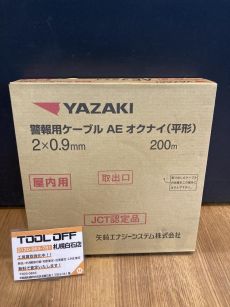 YAZAKI
警報用ケーブル AE オクナイ(平形)
2×0.9mm 200m
屋内用
取出口
JCT認定品
矢崎エナジーシステム株式会社
TOOL OFF
札幌白石店